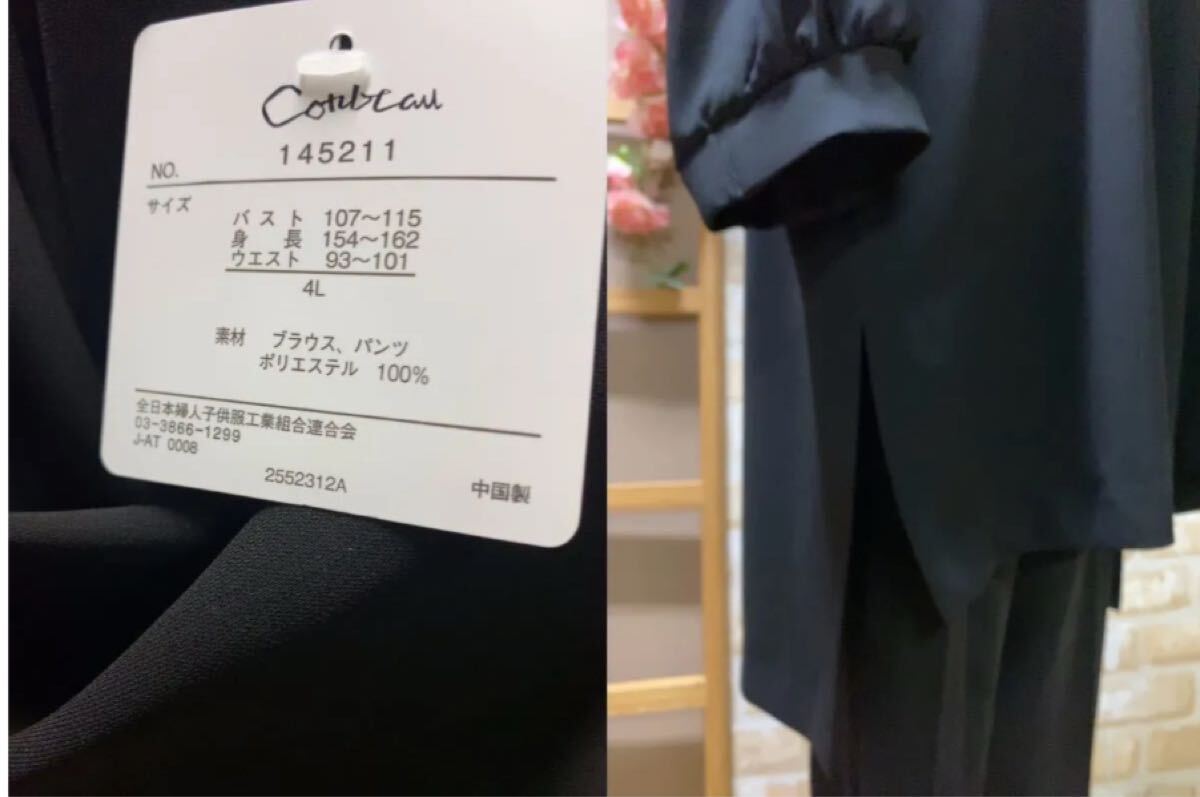 Corbeau
NO. 145211
サイズ
バスト 107～115
身長 154～162
ウエスト 93～101
4L
素材 ブラウス、パンツ
ポリエステル 100%
全日本婦人子供服工業組合連合会
03-3866-1299
J-AT 0008
2552312A 中国製